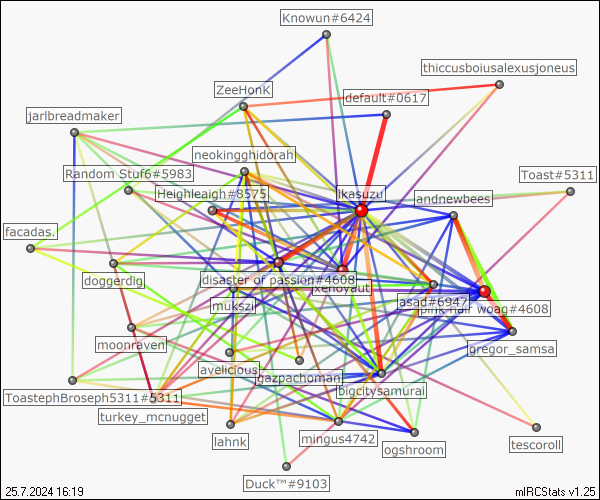 Knowun#6424
thiccusboiusalexusjoneus
ZeeHonK
default#0617
jarlbreadmaker
neokingghidorah
Random Stuf6#5983
Toast#5311
Heighleaigh#8575
ikasuzu
andnewbees
facadas.
doggerdig
disaster of passion#4608
xenoyaut
mukszi
asad#6947
pink hair woag#4608
moonraven
gregor_samsa
avelicious
gazpachoman
bigcitysamurai
ToastephBroseph5311#5311
turkey_mcnugget
lahnk
mingus4742
ogshroom
tescoroll
Duck™#9103
25.7.2024 16:19
mIRCStats v1.25